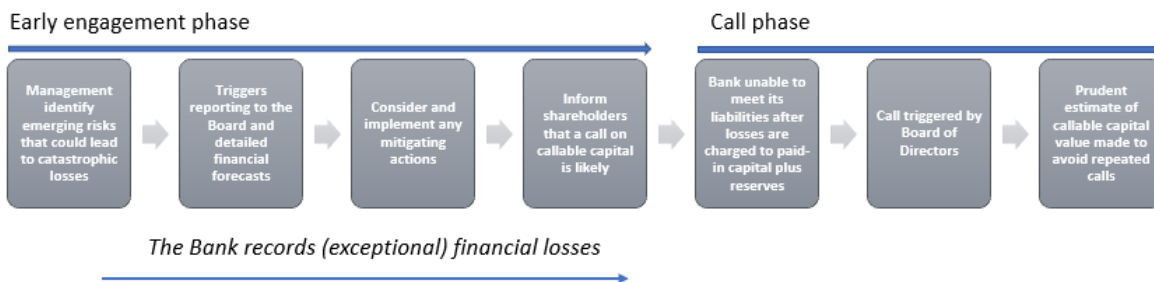 Early engagement phase
Call phase
Management
identify
emerging risks
that could lead
to catastrophic
losses
Triggers
reporting to the
Board and
detailed
financial
forecasts
Consider and
implement any
mitigating
actions
Inform
shareholders
that a call on
callable capital
is likely
Bank unable to
meet its
liabilities after
losses are
charged to paid-
in capital plus
reserves
Call triggered by
Board of
Directors
Prudent
estimate of
callable capital
value made to
avoid repeated
calls
The Bank records (exceptional) financial losses